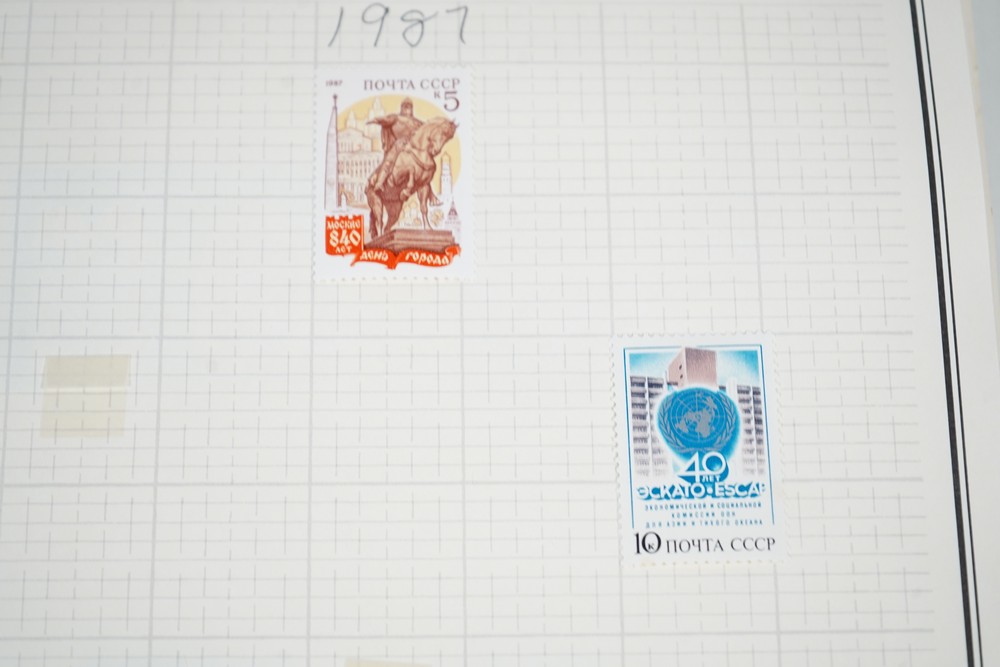 1987
1987 ПОЧТА СССР
к 5
МОСКВЕ
840
ЛЕТ
ДЕНЬ ГОРОДА
40
ЛЕТ
ЭСКАТО·ESCAP
ЭКОНОМИЧЕСКОЙ И СОЦИАЛЬНОЙ
КОМИССИИ ООН
ДЛЯ АЗИИ И ТИХОГО ОКЕАНА
10к ПОЧТА СССР